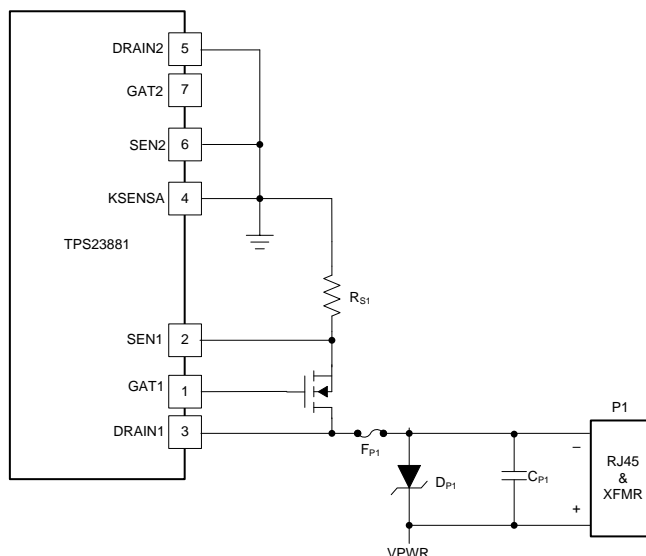 DRAIN2 5
GAT2 7
SEN2 6
KSENSA 4
TPS23881
RS1
SEN1 2
GAT1 1
DRAIN1 3
P1
FP1
–
RJ45
&
XFMR
DP1
CP1
+
VPWR